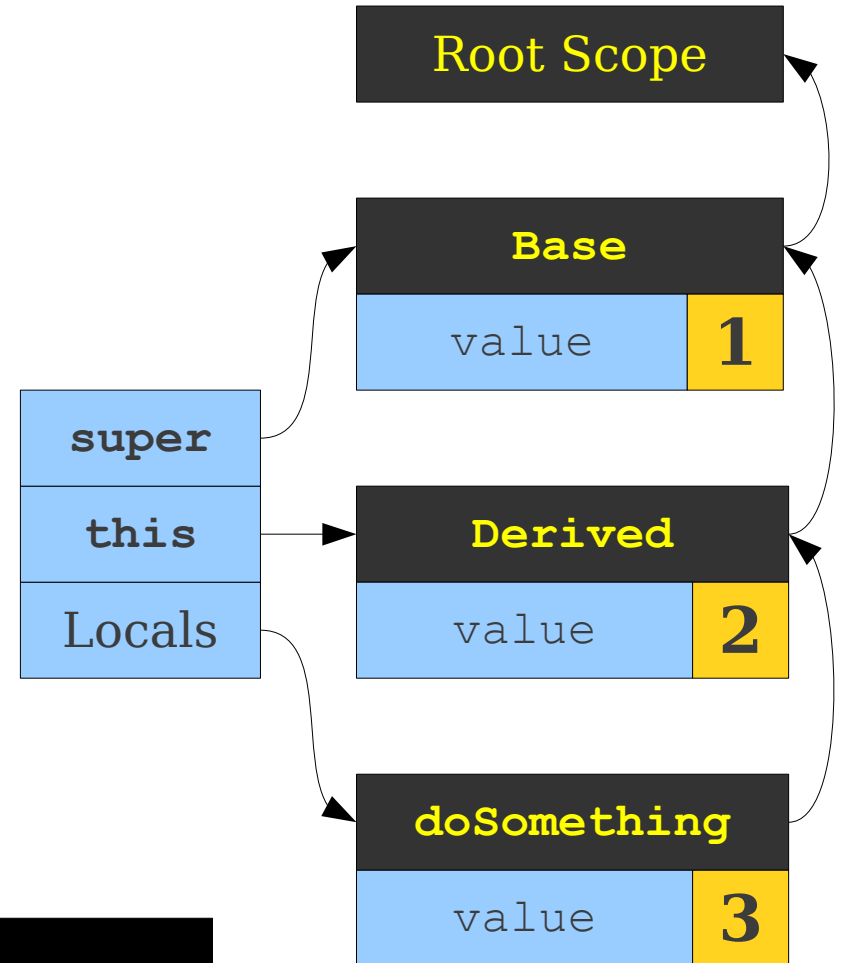 Root Scope
Base
value 1
super
this
Locals
Derived
value 2
doSomething
value 3